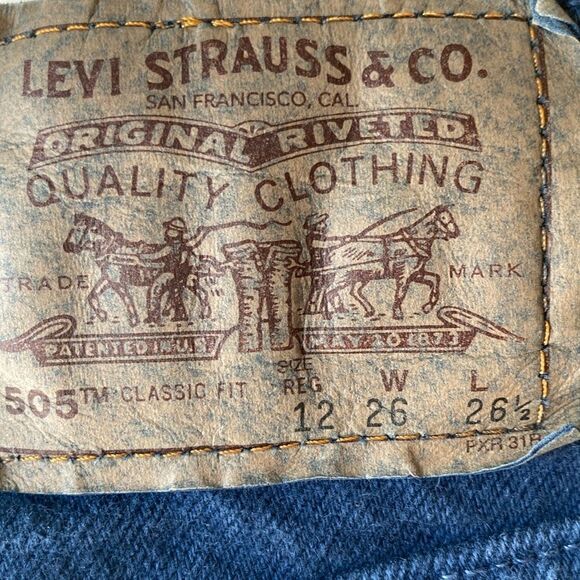 LEVI STRAUSS & CO.
SAN FRANCISCO, CAL.
ORIGINAL RIVETED
QUALITY CLOTHING
TRADE MARK
PATENTED IN U.S. MAY 20 1873
SIZE
505™ CLASSIC FIT REG W L
12 26 26½